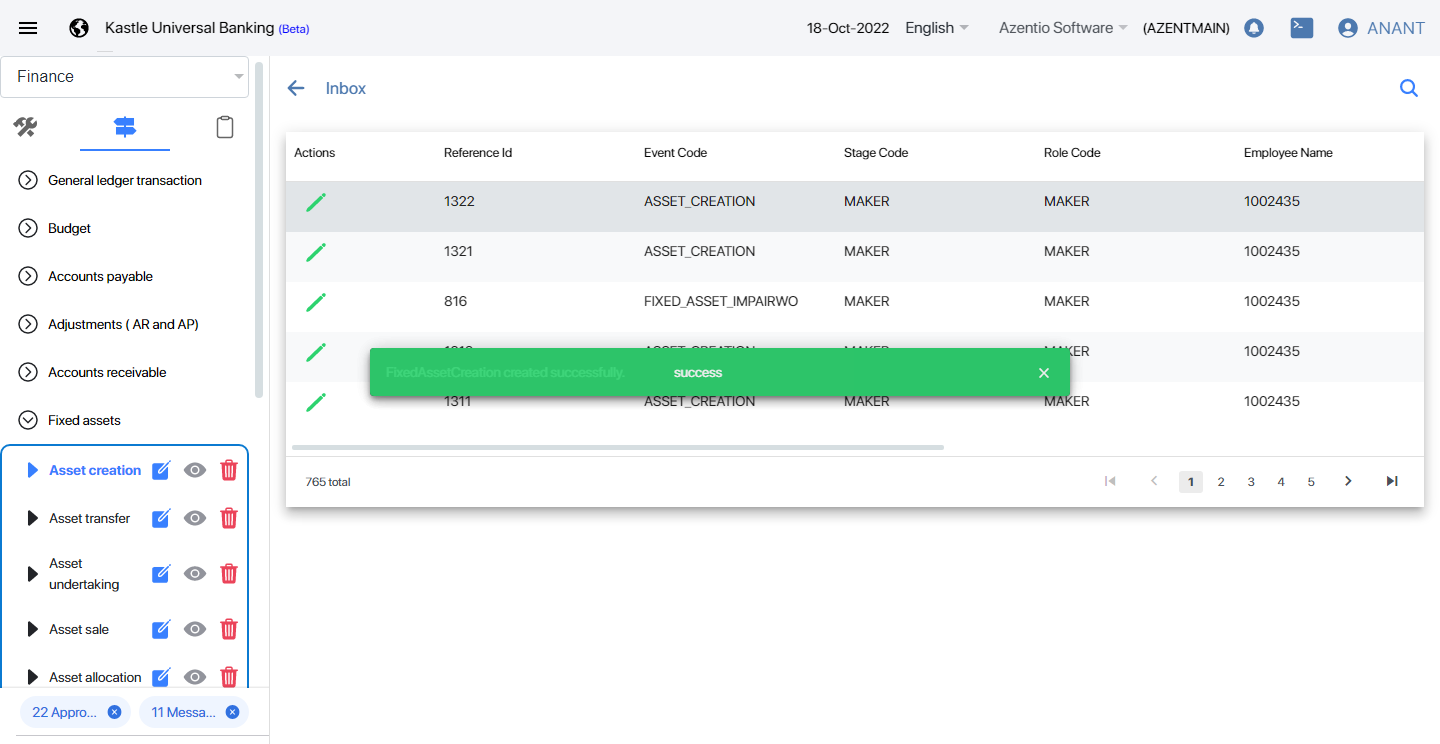 Kastle Universal Banking (Beta)
18-Oct-2022 English Azentio Software (AZENTMAIN) ANANT
Finance
General ledger transaction
Budget
Accounts payable
Adjustments ( AR and AP)
Accounts receivable
Fixed assets
Asset creation
Asset transfer
Asset
undertaking
Asset sale
Asset allocation
22 Appro... 11 Messa...
Inbox
Actions Reference Id Event Code Stage Code Role Code Employee Name
1322 ASSET_CREATION MAKER MAKER 1002435
1321 ASSET_CREATION MAKER MAKER 1002435
816 FIXED_ASSET_IMPAIRWO MAKER MAKER 1002435
ASSET_CREATION MAKER MAKER 1002435
FixedAssetCreation created successfully. success
1311 ASSET_CREATION MAKER MAKER 1002435
765 total
1 2 3 4 5